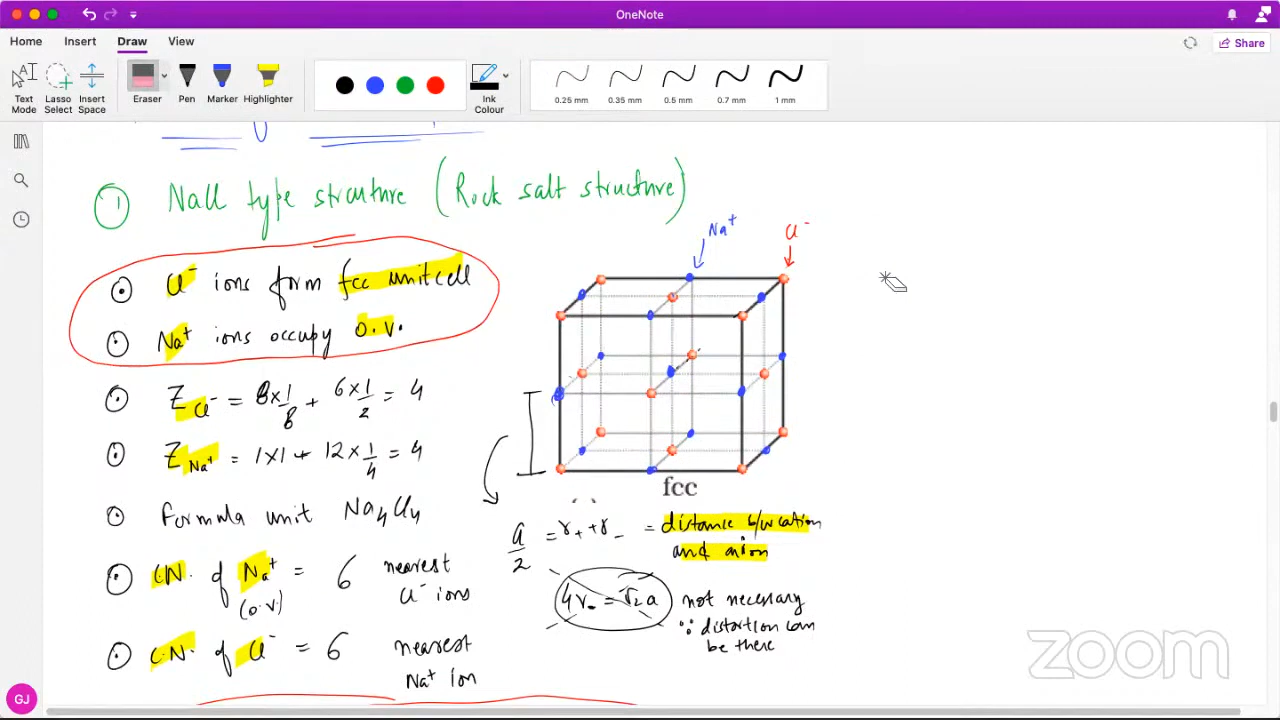 OneNote
Home Insert Draw View
Share
Text Mode
Lasso Select
Insert Space
Eraser
Pen
Marker
Highlighter
Ink Colour
0.25 mm 0.35 mm 0.5 mm 0.7 mm 1 mm
1 NaCl type structure (Rock salt structure)
Na⁺ Cl⁻
Cl⁻ ions form fcc unit cell
Na⁺ ions occupy O.V.
Z Cl⁻ = 8×1/8 + 6×1/2 = 4
Z Na⁺ = 1×1 + 12×1/4 = 4
Formula unit Na₄Cl₄
C.N. of Na⁺ = 6 nearest
(O.V.) Cl⁻ ions
C.N. of Cl⁻ = 6 nearest
Na⁺ ion
fcc
a/2 = r₊ + r₋ = distance b/w cation
and anion
4r₋ = √2a not necessary
∵ distortion can
be there
zoom
GJ